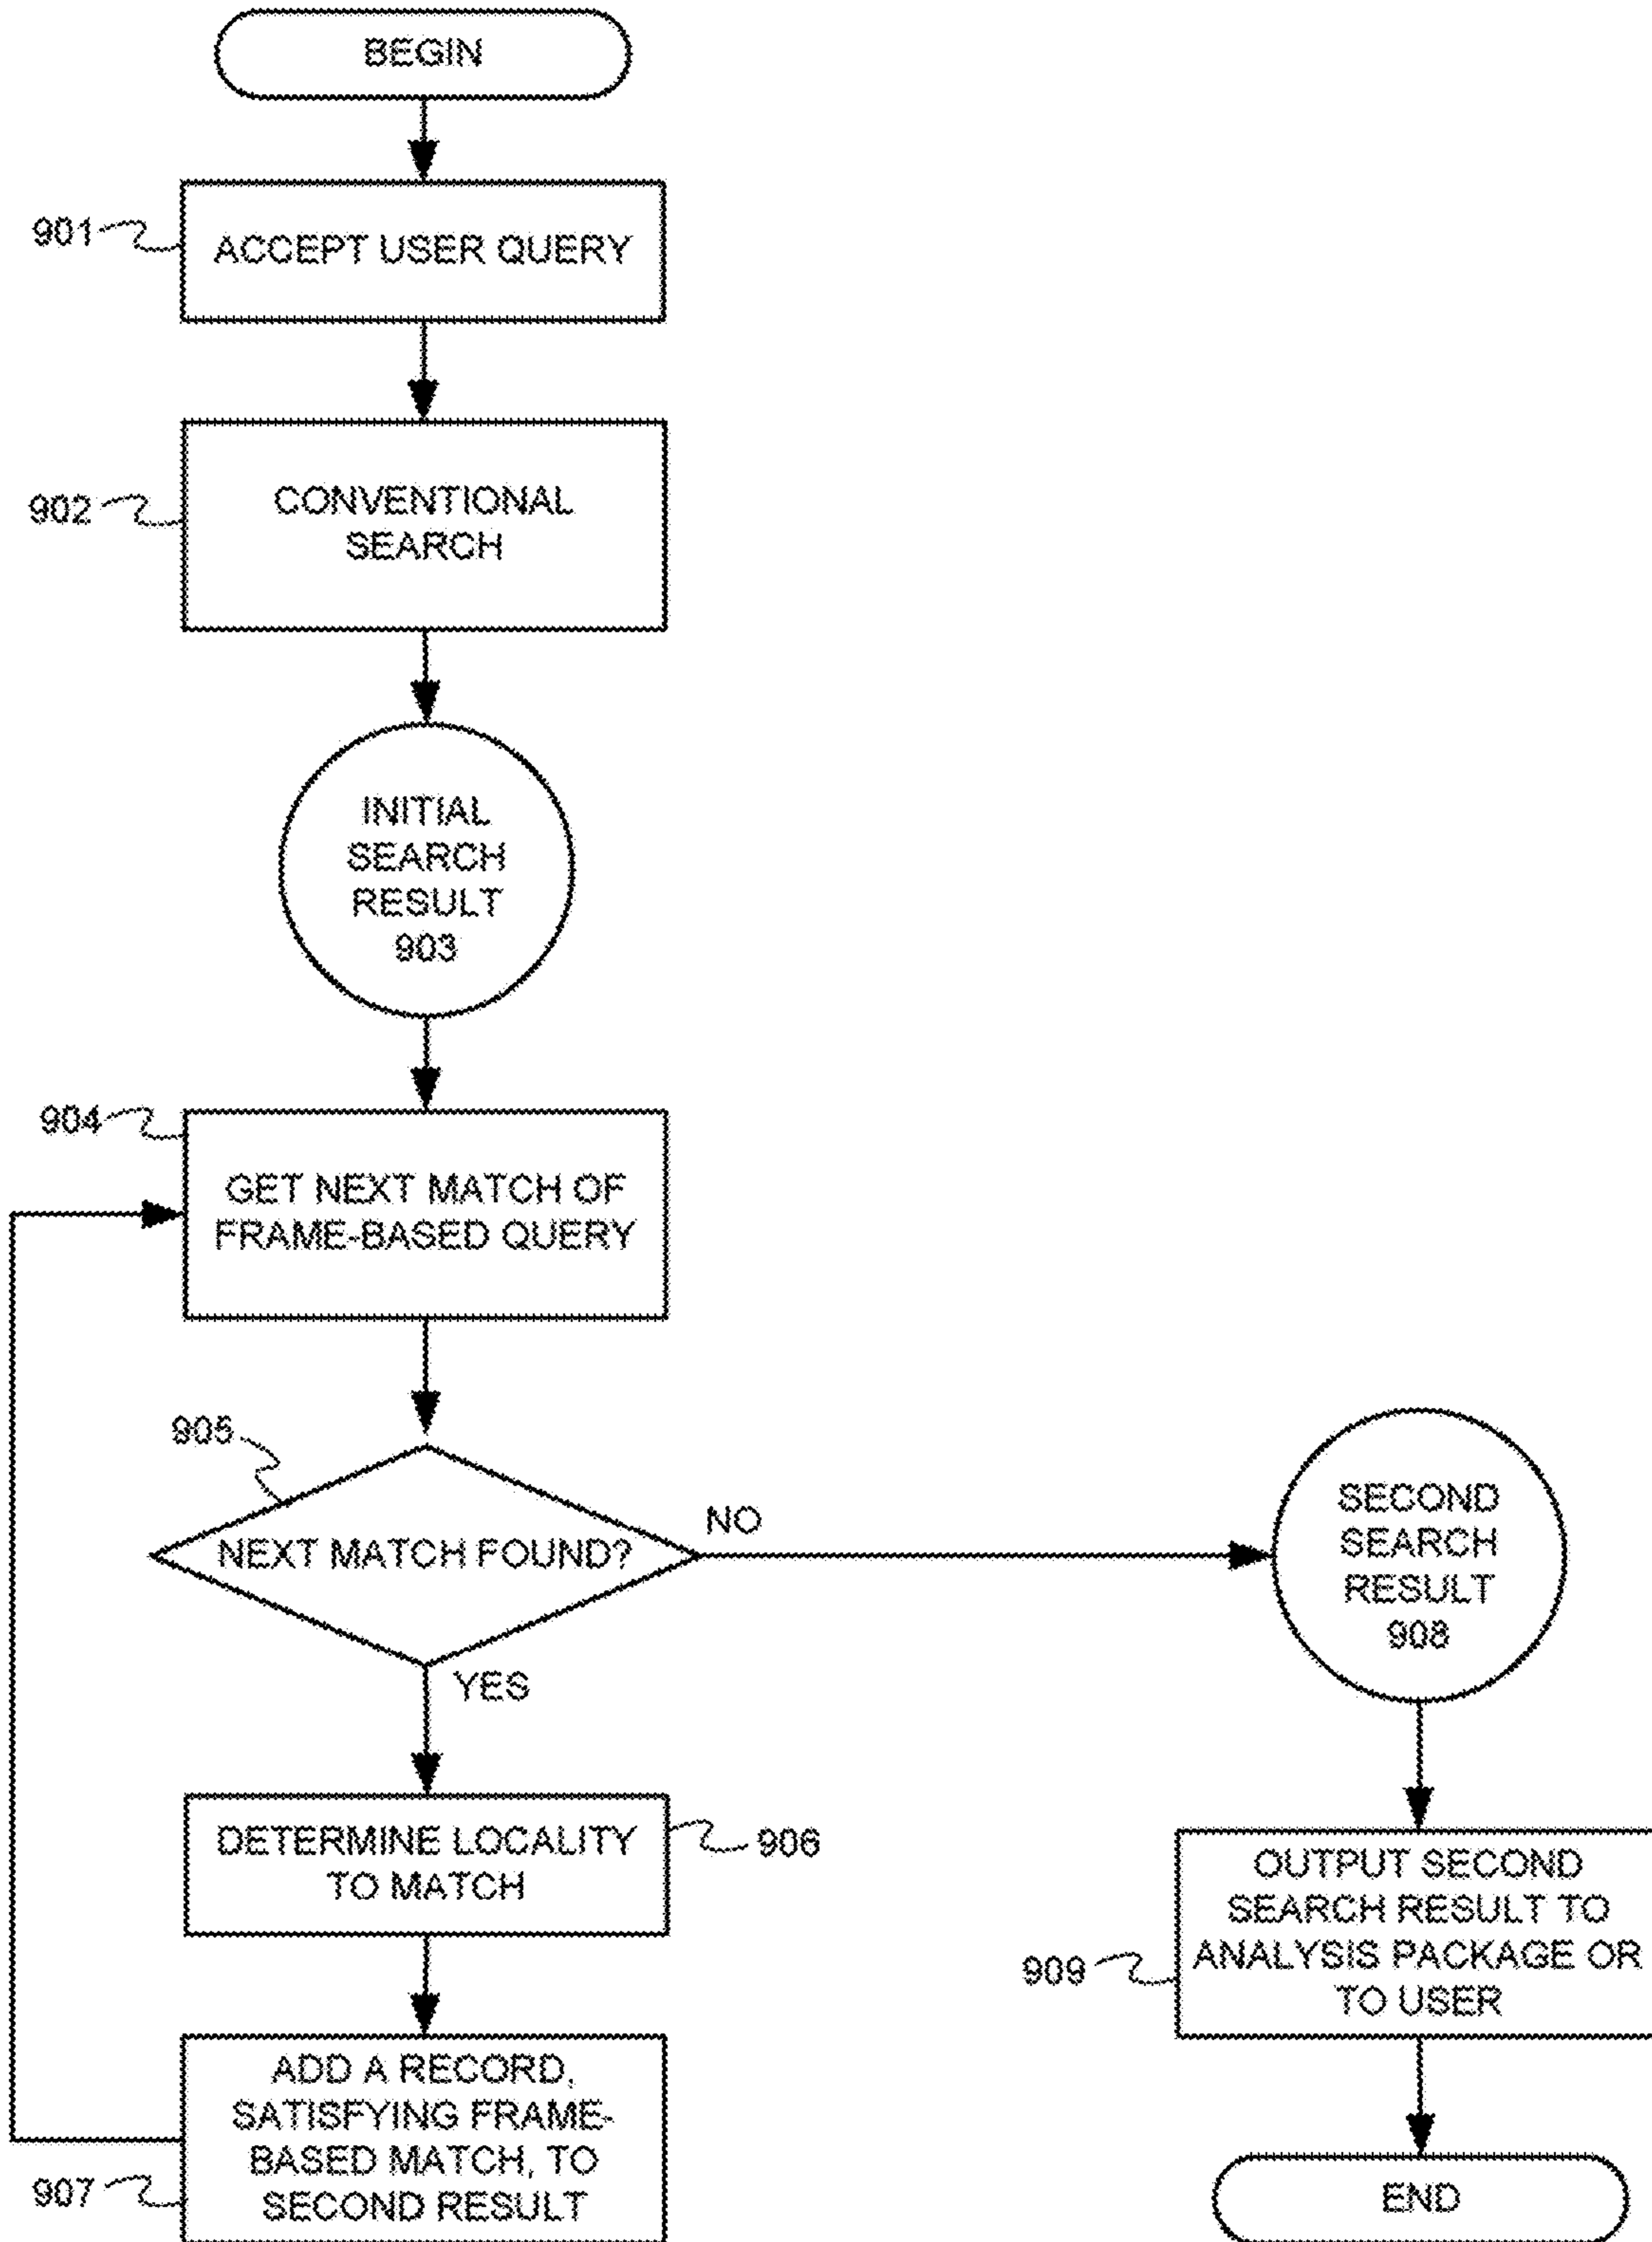 BEGIN
901
ACCEPT USER QUERY
902
CONVENTIONAL
SEARCH
INITIAL
SEARCH
RESULT
903
904
GET NEXT MATCH OF
FRAME-BASED QUERY
905
NEXT MATCH FOUND?
NO
YES
SECOND
SEARCH
RESULT
908
DETERMINE LOCALITY
TO MATCH
906
OUTPUT SECOND
SEARCH RESULT TO
ANALYSIS PACKAGE OR
TO USER
909
ADD A RECORD,
SATISFYING FRAME-
BASED MATCH, TO
SECOND RESULT
907
END